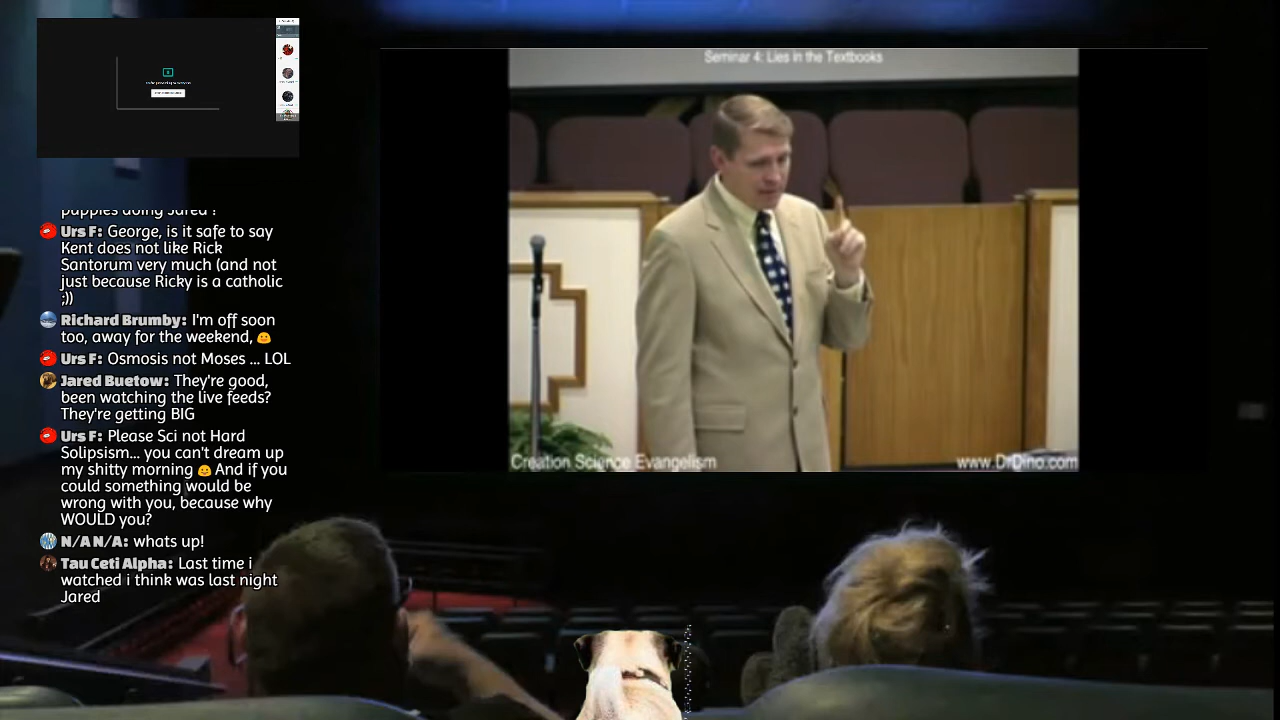 Seminar 4: Lies in the Textbooks
Urs F: George, is it safe to say
Kent does not like Rick
Santorum very much (and not
just because Ricky is a catholic
;))
Richard Brumby: I'm off soon
too, away for the weekend,
Urs F: Osmosis not Moses ... LOL
Jared Buetow: They're good,
been watching the live feeds?
They're getting BIG
Urs F: Please Sci not Hard
Solipsism... you can't dream up
my shitty morning And if you
could something would be
wrong with you, because why
WOULD you?
N/A N/A: whats up!
Tau Ceti Alpha: Last time i
watched i think was last night
Jared
Creation Science Evangelism
www.DrDino.com